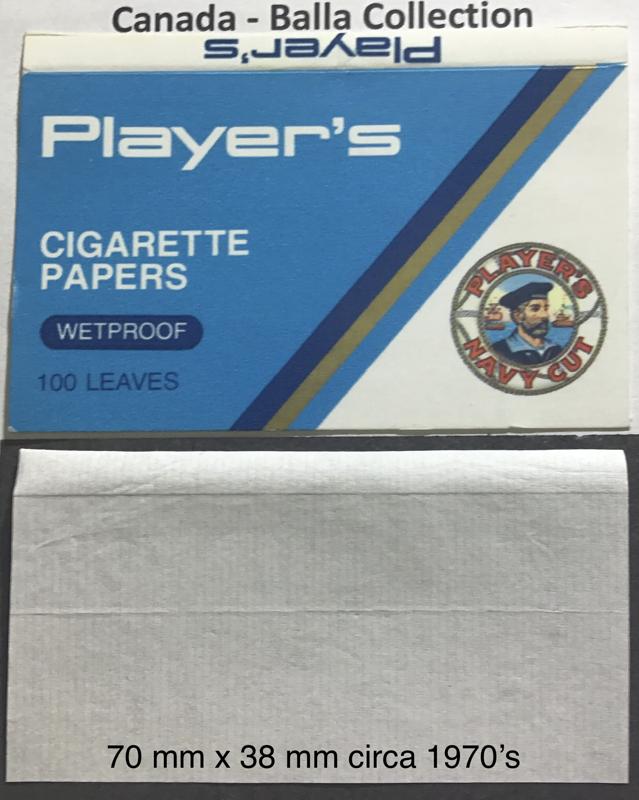 Canada - Balla Collection
Player's
Player's
CIGARETTE
PAPERS
WETPROOF
100 LEAVES
PLAYER'S
NAVY CUT
70 mm x 38 mm circa 1970's